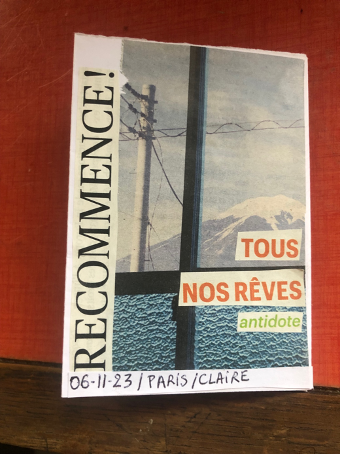 RECOMMENCE!
TOUS
NOS RÊVES
antidote
06-11-23 / PARIS / CLAIRE